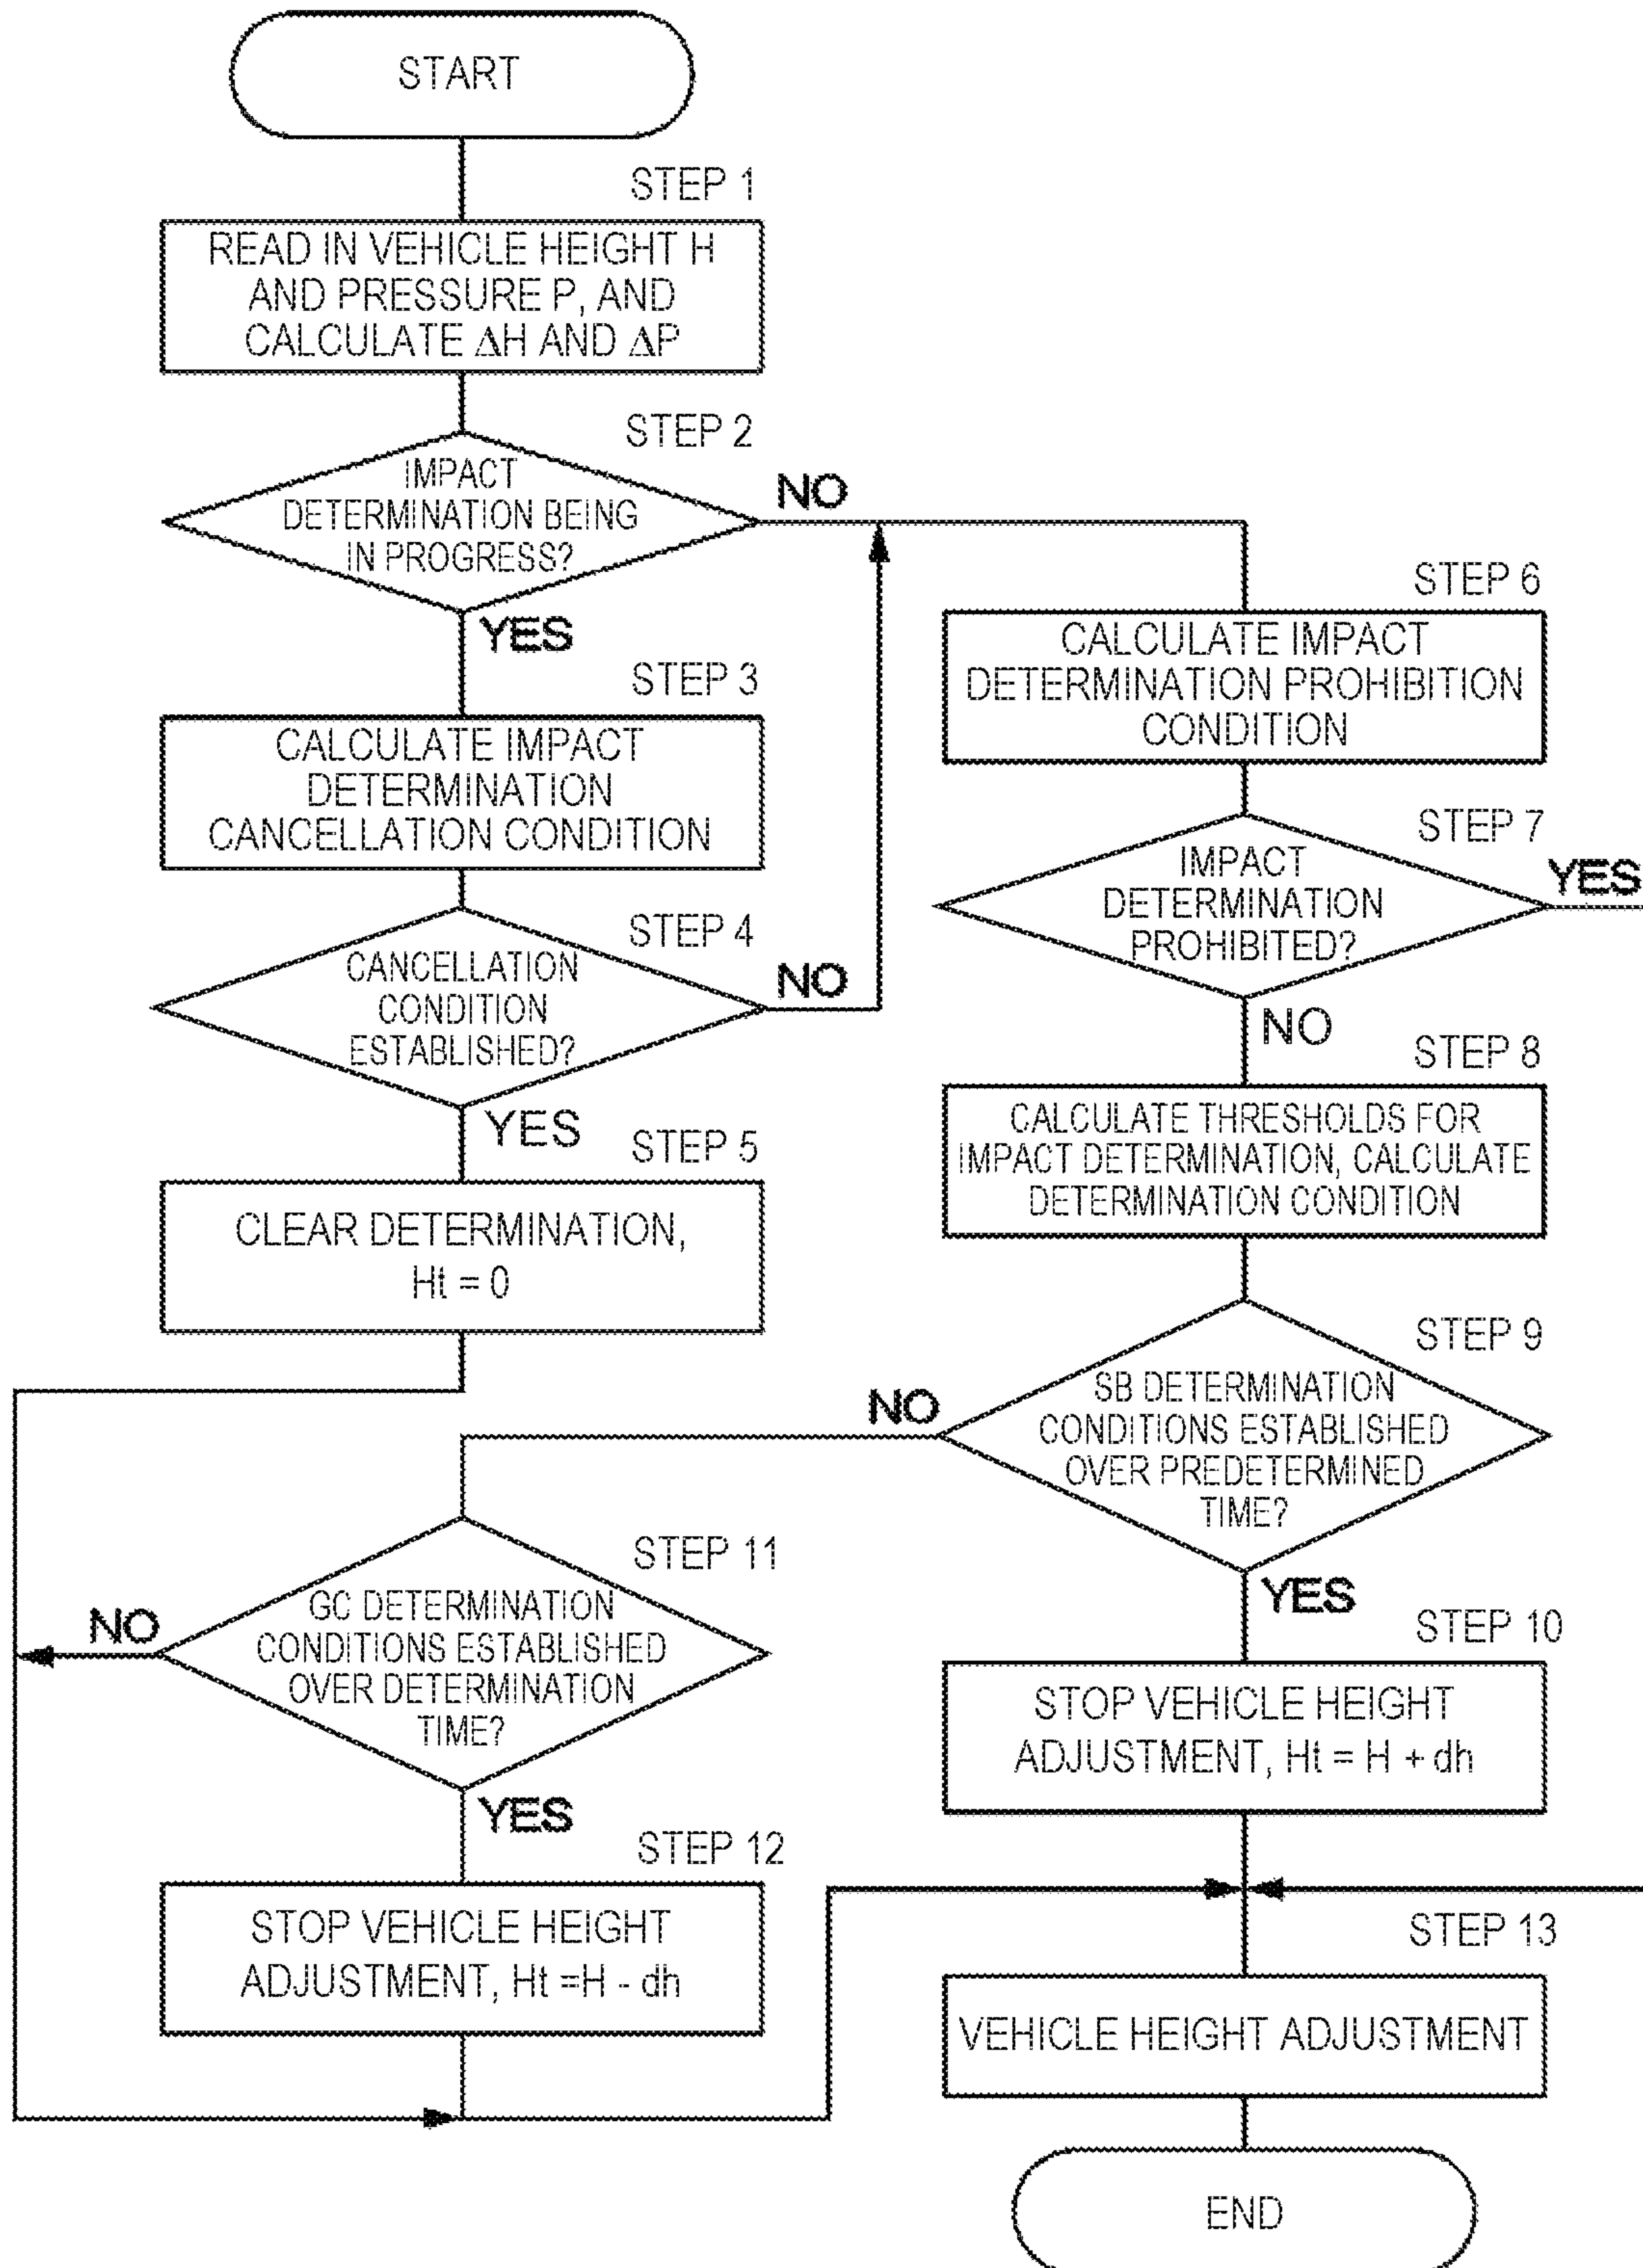 START
STEP 1
READ IN VEHICLE HEIGHT H
AND PRESSURE P, AND
CALCULATE ΔH AND ΔP
STEP 2
IMPACT
DETERMINATION BEING
IN PROGRESS?
NO
YES
STEP 3
CALCULATE IMPACT
DETERMINATION
CANCELLATION CONDITION
STEP 4
CANCELLATION
CONDITION
ESTABLISHED?
NO
YES
STEP 5
CLEAR DETERMINATION,
Ht = 0
STEP 6
CALCULATE IMPACT
DETERMINATION PROHIBITION
CONDITION
STEP 7
IMPACT
DETERMINATION
PROHIBITED?
YES
NO
STEP 8
CALCULATE THRESHOLDS FOR
IMPACT DETERMINATION, CALCULATE
DETERMINATION CONDITION
STEP 9
SB DETERMINATION
CONDITIONS ESTABLISHED
OVER PREDETERMINED
TIME?
NO
YES
STEP 10
STOP VEHICLE HEIGHT
ADJUSTMENT, Ht = H + dh
STEP 11
GC DETERMINATION
CONDITIONS ESTABLISHED
OVER DETERMINATION
TIME?
NO
YES
STEP 12
STOP VEHICLE HEIGHT
ADJUSTMENT, Ht =H - dh
STEP 13
VEHICLE HEIGHT ADJUSTMENT
END